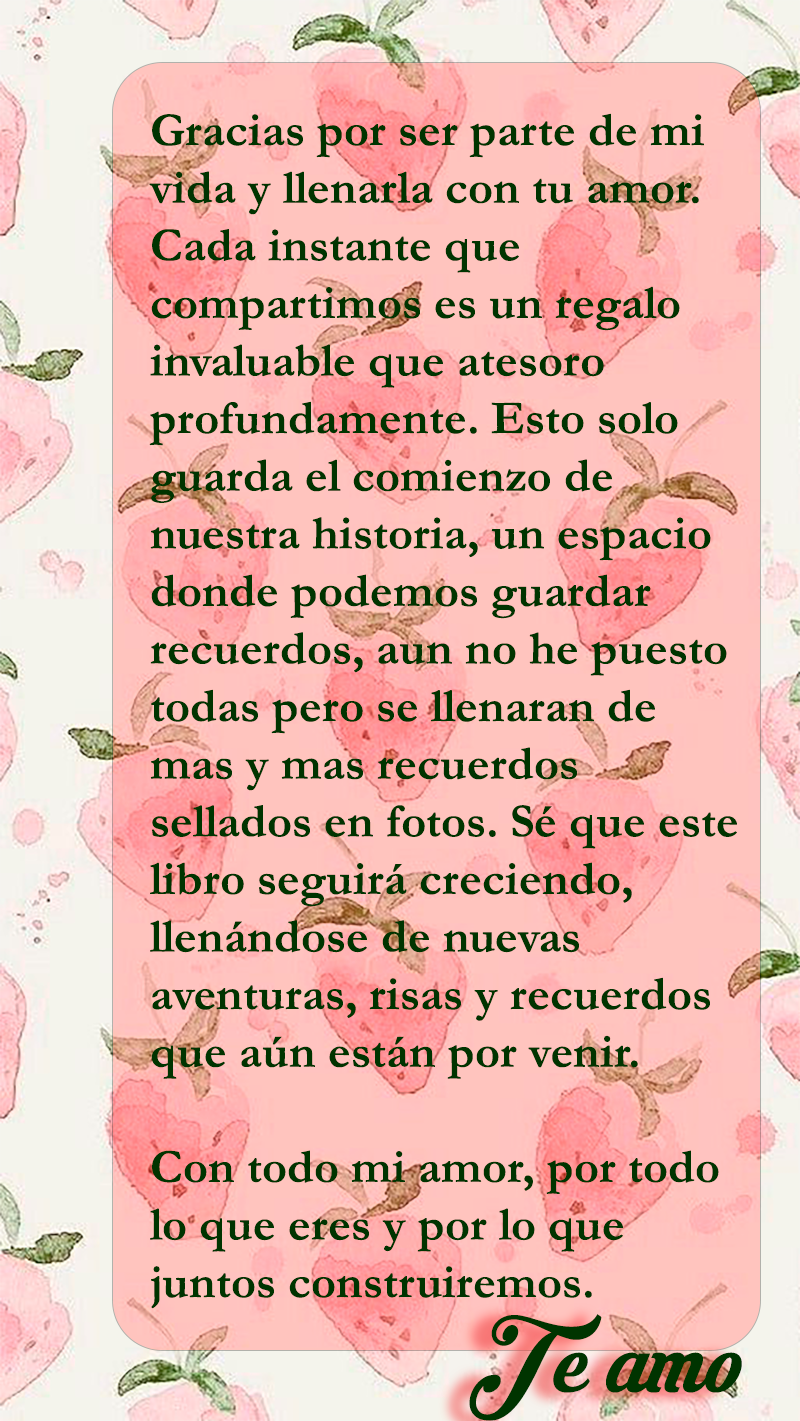 Gracias por ser parte de mi
vida y llenarla con tu amor.
Cada instante que
compartimos es un regalo
invaluable que atesoro
profundamente. Esto solo
guarda el comienzo de
nuestra historia, un espacio
donde podemos guardar
recuerdos, aun no he puesto
todas pero se llenaran de
mas y mas recuerdos
sellados en fotos. Sé que este
libro seguirá creciendo,
llenándose de nuevas
aventuras, risas y recuerdos
que aún están por venir.
Con todo mi amor, por todo
lo que eres y por lo que
juntos construiremos.
Te amo